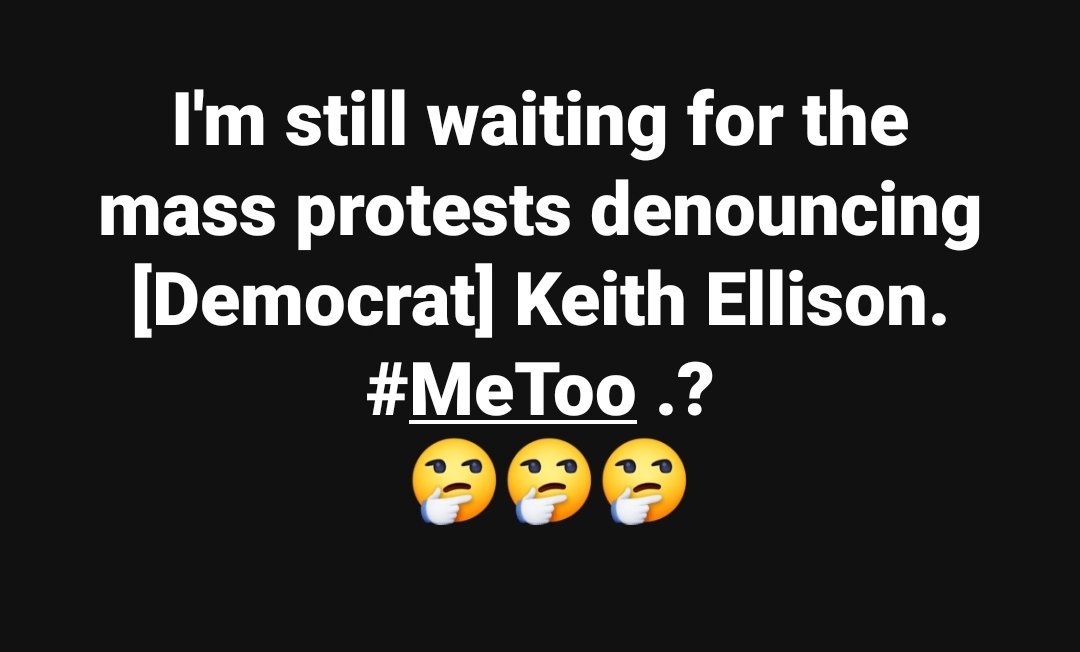 I'm still waiting for the
mass protests denouncing
[Democrat] Keith Ellison.
#MeToo .?
🤔🤔🤔